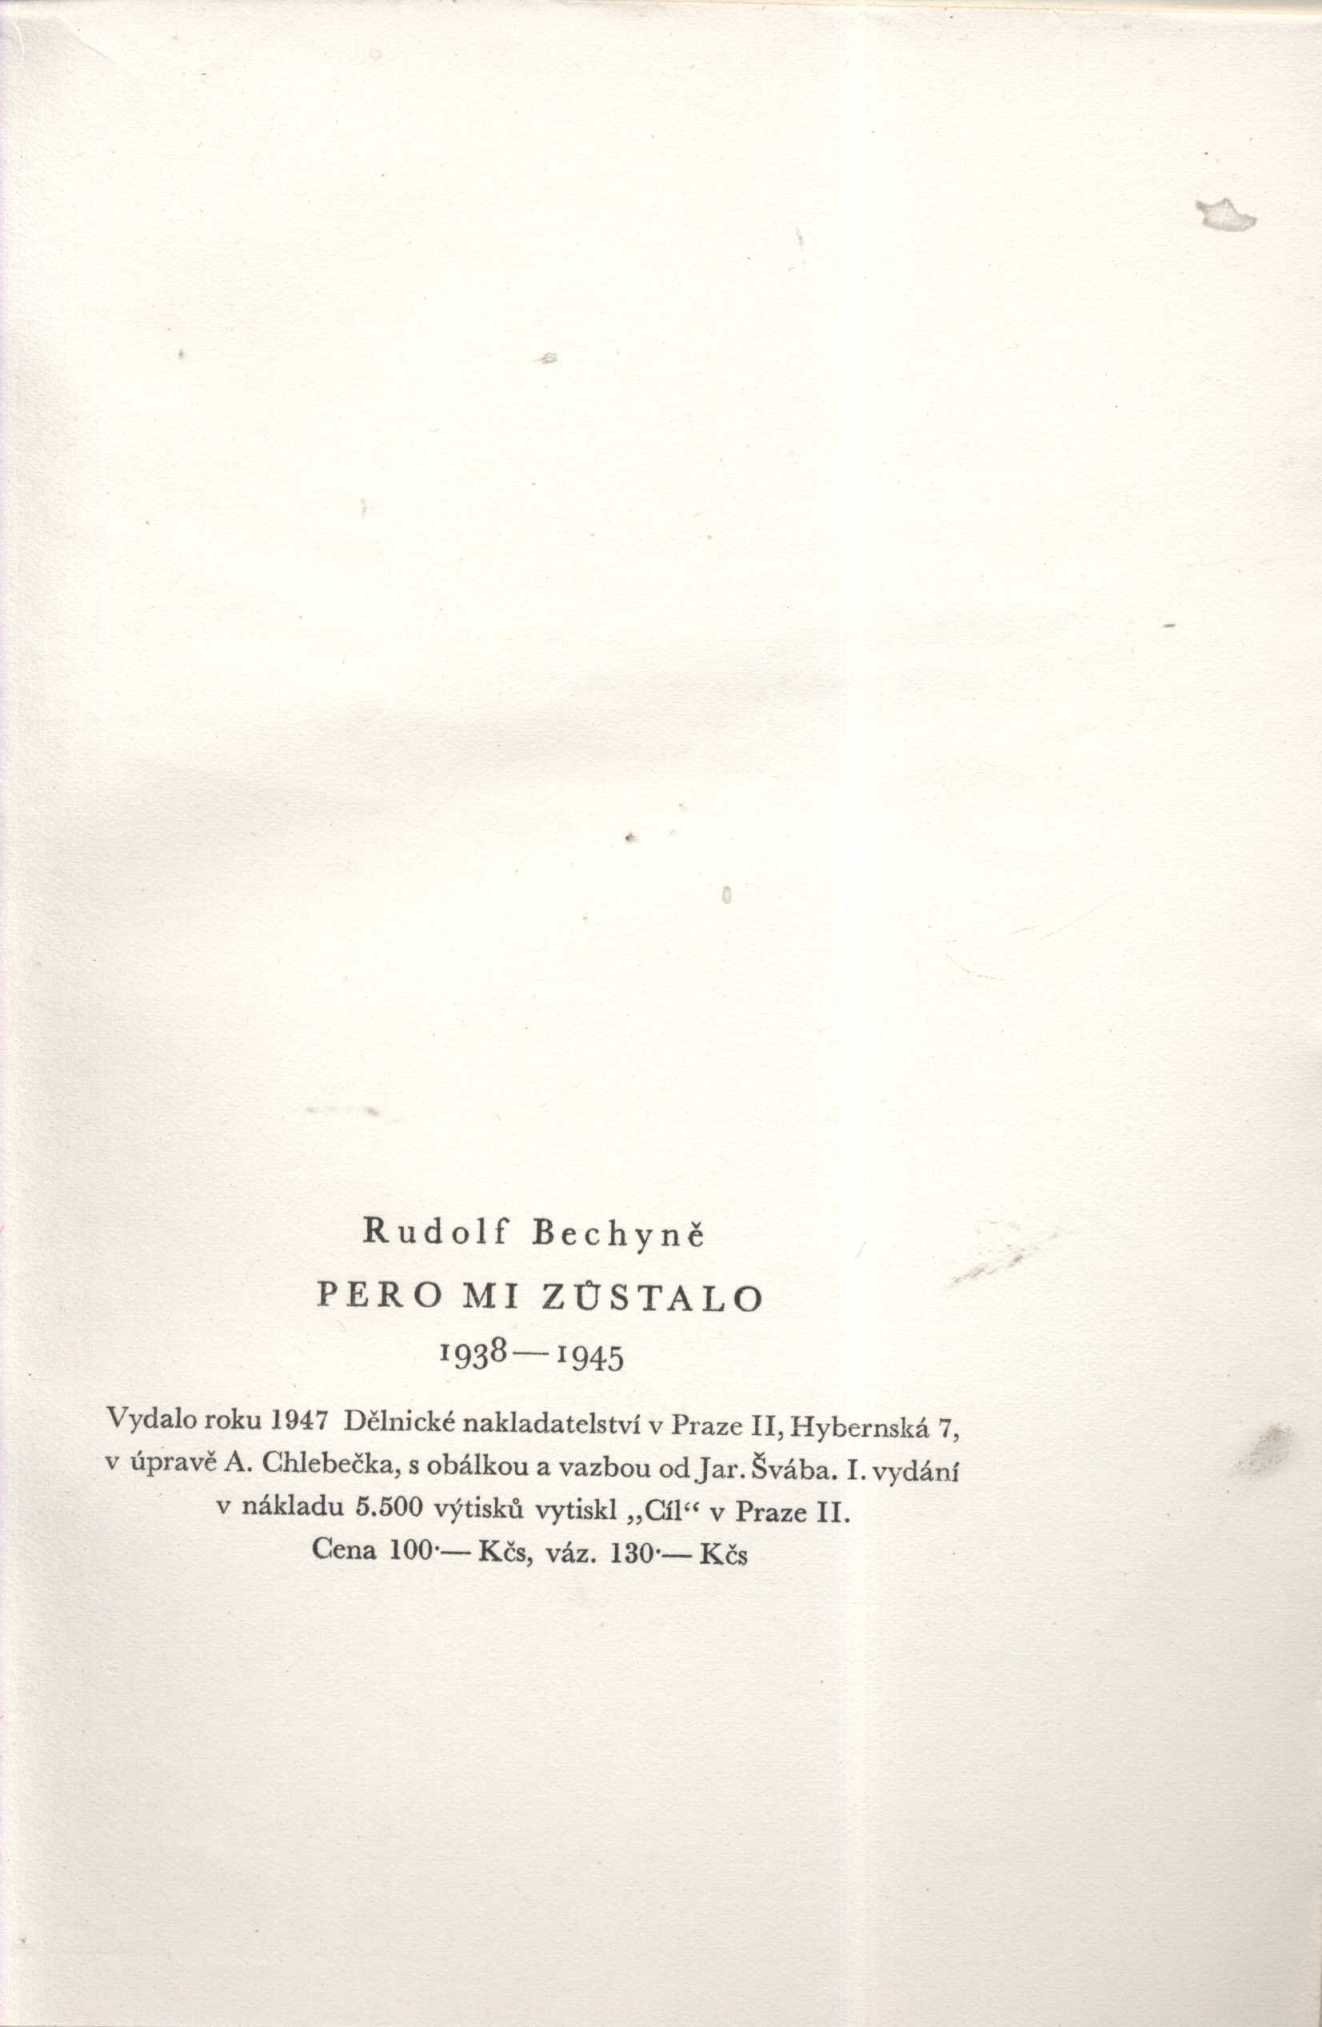 Rudolf Bechyně
PERO MI ZŮSTALO
1938—1945
Vydalo roku 1947 Dělnické nakladatelství v Praze II, Hybernská 7,
v úpravě A. Chlebečka, s obálkou a vazbou od Jar. Švába. I. vydání
v nákladu 5.500 výtisků vytiskl „Cíl“ v Praze II.
Cena 100·— Kčs, váz. 130·— Kčs